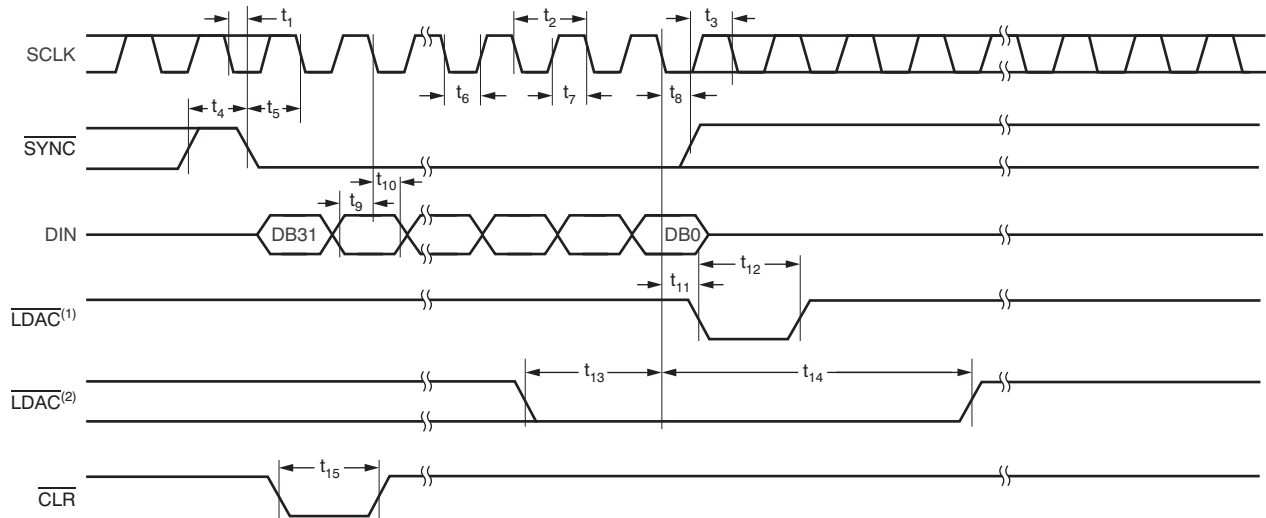 t1 t2 t3
SCLK
t4 t5 t6 t7 t8
SYNC
t10
t9
DIN DB31 DB0
t12
t11
LDAC(1)
t13 t14
LDAC(2)
t15
CLR